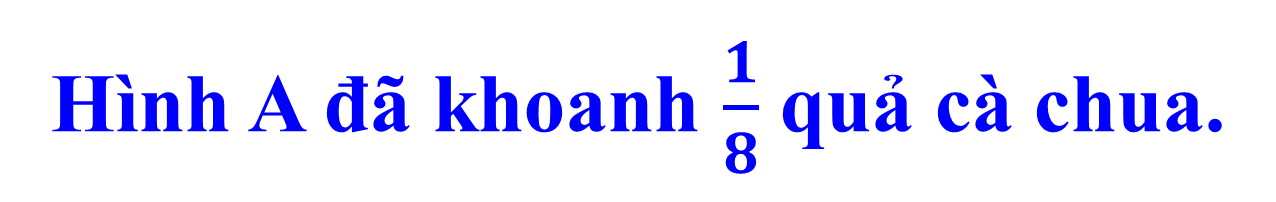 Hình A đã khoanh 1/8 quả cà chua.